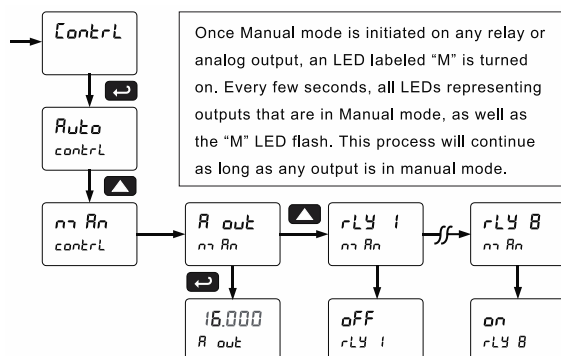 ContrL
Once Manual mode is initiated on any relay or
analog output, an LED labeled “M” is turned
on. Every few seconds, all LEDs representing
outputs that are in Manual mode, as well as
the “M” LED flash. This process will continue
as long as any output is in manual mode.
Auto
contrL
mAn
contrL
A out
mAn
rLY 1
mAn
rLY 8
mAn
16.000
A out
oFF
rLY 1
on
rLY 8